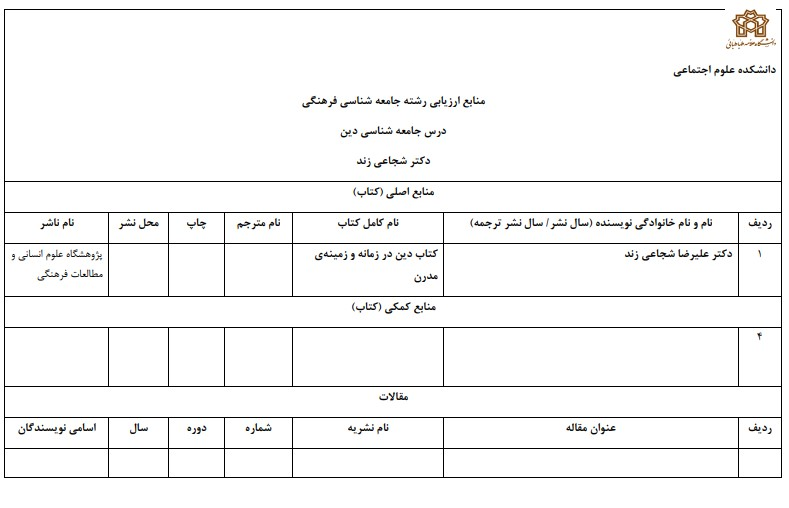 دانشگاه علامه طباطبائی
دانشکده علوم اجتماعی
منابع ارزیابی رشته جامعه شناسی فرهنگی
درس جامعه شناسی دین
دکتر شجاعی زند
منابع اصلی (کتاب)
ردیف نام و نام خانوادگی نویسنده (سال نشر / سال نشر ترجمه) نام کامل کتاب نام مترجم چاپ محل نشر نام ناشر
۱ دکتر علیرضا شجاعی زند کتاب دین در زمانه و زمینه‌ی پژوهشگاه علوم انسانی و
مدرن مطالعات فرهنگی
منابع کمکی (کتاب)
۴
مقالات
ردیف عنوان مقاله نام نشریه شماره دوره سال اسامی نویسندگان